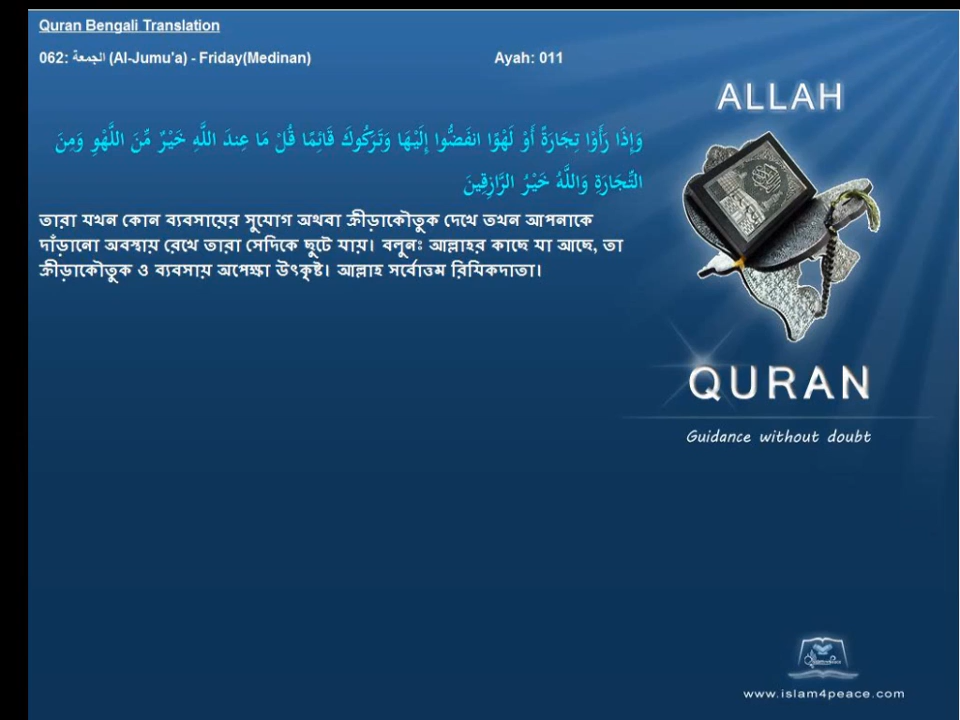 Quran Bengali Translation
062: الجمعة (Al-Jumu'a) - Friday(Medinan) Ayah: 011
ALLAH
وَإِذَا رَأَوْا تِجَارَةً أَوْ لَهْوًا انفَضُّوا إِلَيْهَا وَتَرَكُوكَ قَائِمًا قُلْ مَا عِندَ اللَّهِ خَيْرٌ مِّنَ اللَّهْوِ وَمِنَ
التِّجَارَةِ وَاللَّهُ خَيْرُ الرَّازِقِينَ
তারা যখন কোন ব্যবসায়ের সুযোগ অথবা ক্রীড়াকৌতুক দেখে তখন আপনাকে
দাঁড়ানো অবস্থায় রেখে তারা সেদিকে ছুটে যায়। বলুনঃ আল্লাহর কাছে যা আছে, তা
ক্রীড়াকৌতুক ও ব্যবসায় অপেক্ষা উৎকৃষ্ট। আল্লাহ সর্বোত্তম রিযিকদাতা।
QURAN
Guidance without doubt
www.islam4peace.com